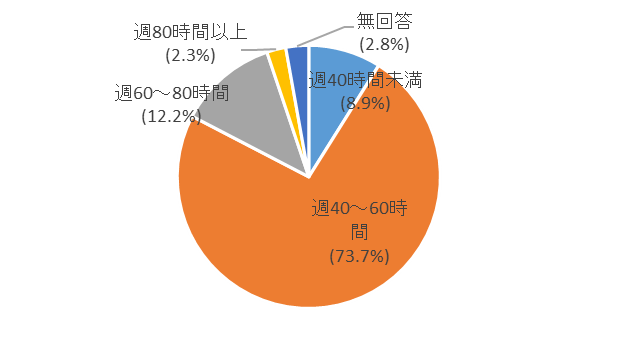 無回答
(2.8%)
週80時間以上
(2.3%)
週40時間未満
(8.9%)
週60～80時間
(12.2%)
週40～60時
間
(73.7%)